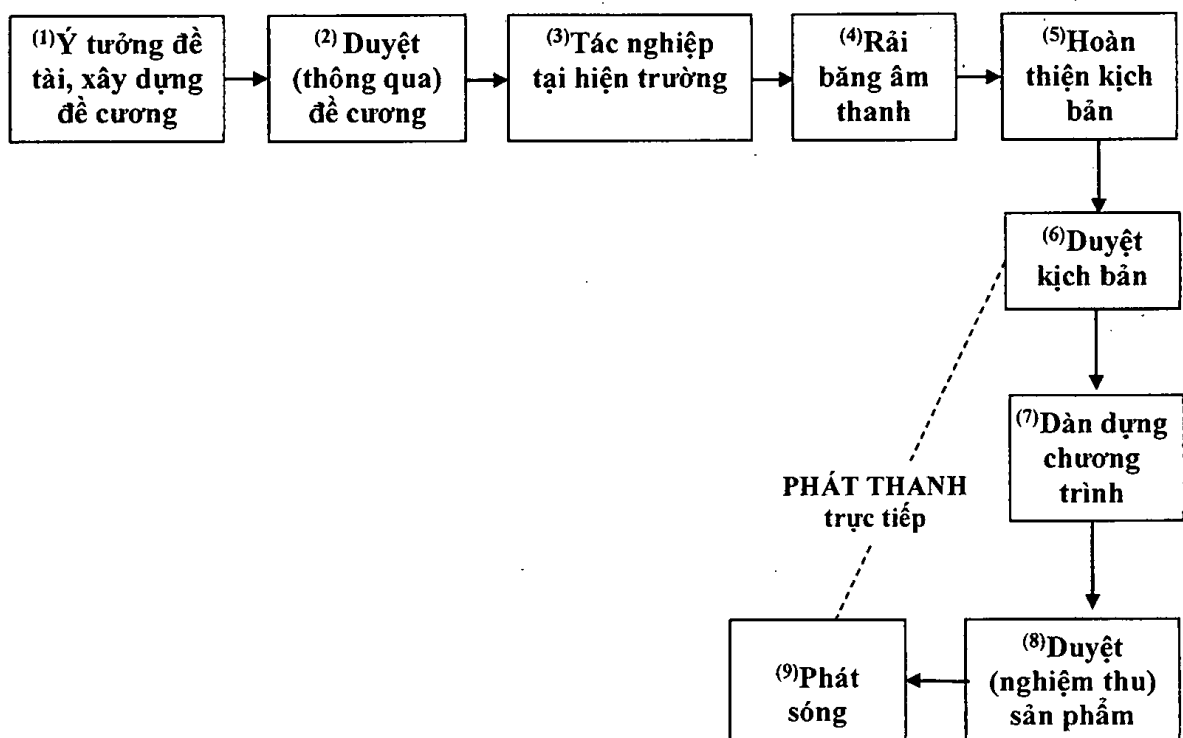 (1)Ý tưởng đề
tài, xây dựng
đề cương
(2) Duyệt
(thông qua)
đề cương
(3)Tác nghiệp
tại hiện trường
(4)Rải
băng âm
thanh
(5)Hoàn
thiện kịch
bản
(6)Duyệt
kịch bản
(7)Dàn dựng
chương
trình
PHÁT THANH
trực tiếp
(8)Duyệt
(nghiệm thu)
sản phẩm
(9)Phát
sóng